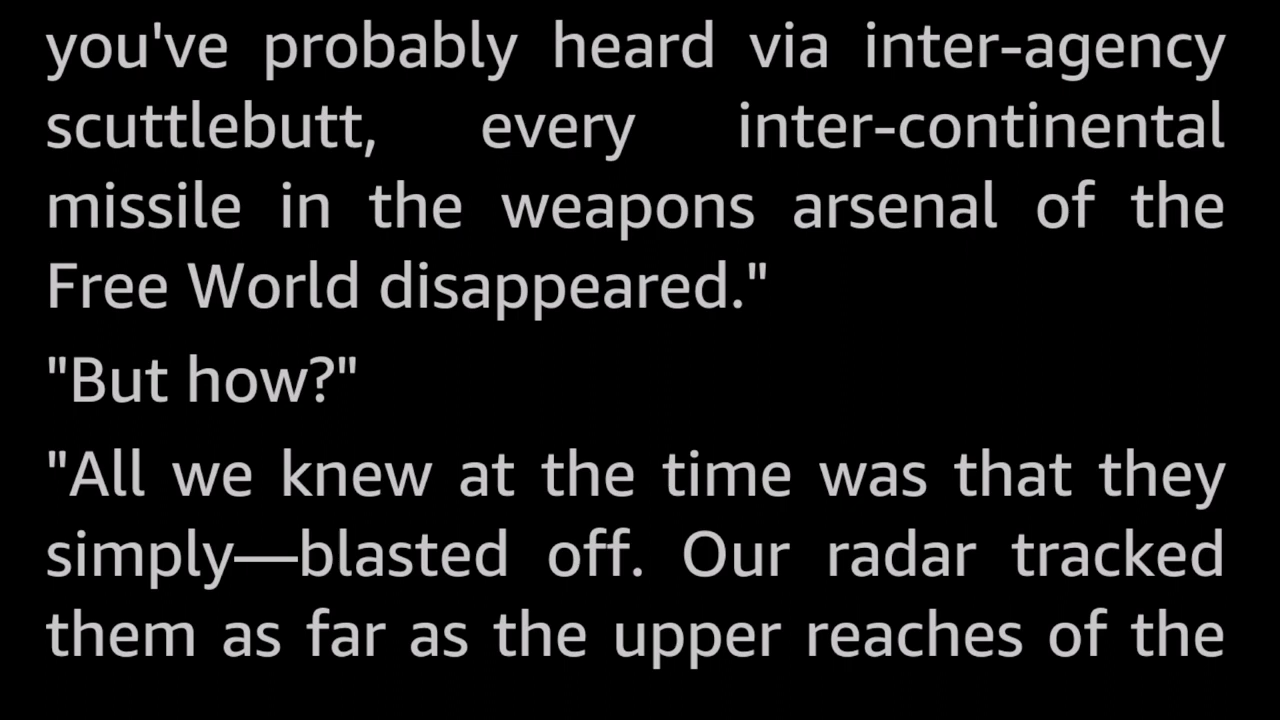 you've probably heard via inter-agency
scuttlebutt, every inter-continental
missile in the weapons arsenal of the
Free World disappeared."
"But how?"
"All we knew at the time was that they
simply—blasted off. Our radar tracked
them as far as the upper reaches of the